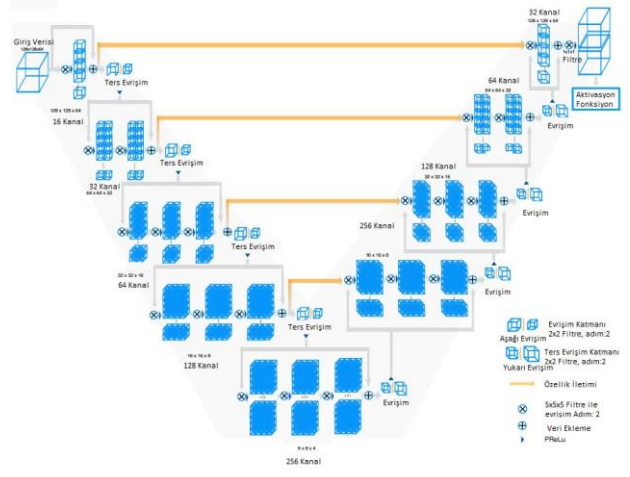 Giriş Verisi
128x128x64
Ters Evrişim
128 x 128 x 64
16 Kanal
Ters Evrişim
32 Kanal
64 x 64 x 32
Ters Evrişim
32 x 32 x 16
64 Kanal
Ters Evrişim
16 x 16 x 8
128 Kanal
8 x 8 x 4
256 Kanal
Evrişim
16 x 16 x 8
Evrişim
256 Kanal
32 x 32 x 16
128 Kanal
Evrişim
64 x 64 x 32
64 Kanal
Evrişim
32 Kanal
128 x 128 x 64
1x1x1
Filtre
Aktivasyon
Fonksiyon
Evrişim Katmanı
2x2 Filtre, adım:2
Aşağı Evrişim
Ters Evrişim Katmanı
2x2 Filtre, adım:2
Yukarı Evrişim
Özellik İletimi
5x5x5 Filtre ile
evrişim Adım: 2
Veri Ekleme
PReLu